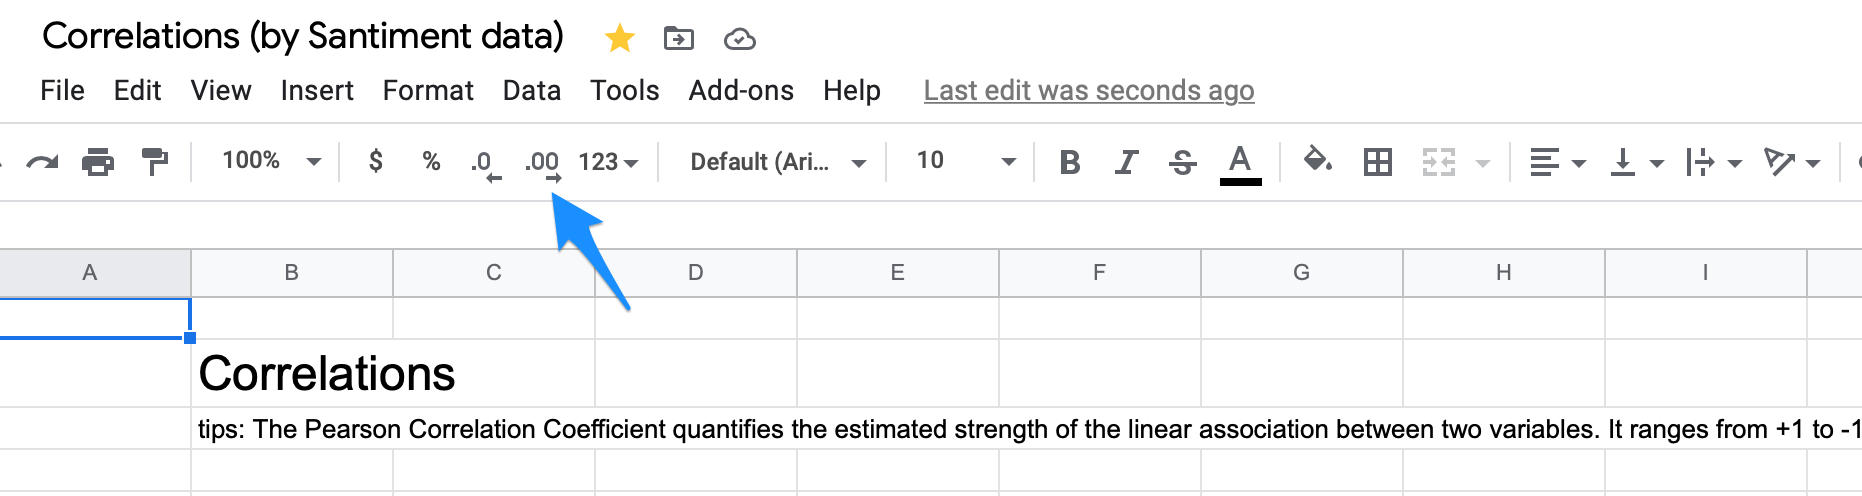 Correlations (by Santiment data)
File Edit View Insert Format Data Tools Add-ons Help Last edit was seconds ago
100% $ % .0 .00 123 Default (Ari... 10 B I S A
A B C D E F G H I
Correlations
tips: The Pearson Correlation Coefficient quantifies the estimated strength of the linear association between two variables. It ranges from +1 to -1